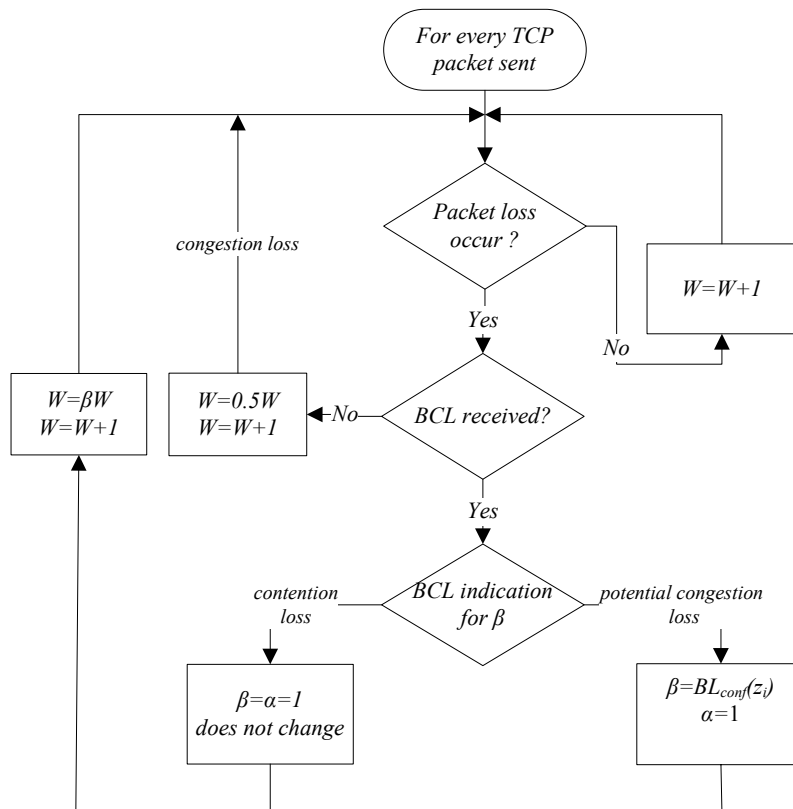 For every TCP
packet sent
Packet loss
occur ?
congestion loss
W=W+1
Yes
No
W=βW
W=W+1
W=0.5W
W=W+1
No
BCL received?
Yes
contention
loss
BCL indication
for β
potential congestion
loss
β=α=1
does not change
β=BLconf(zi)
α=1